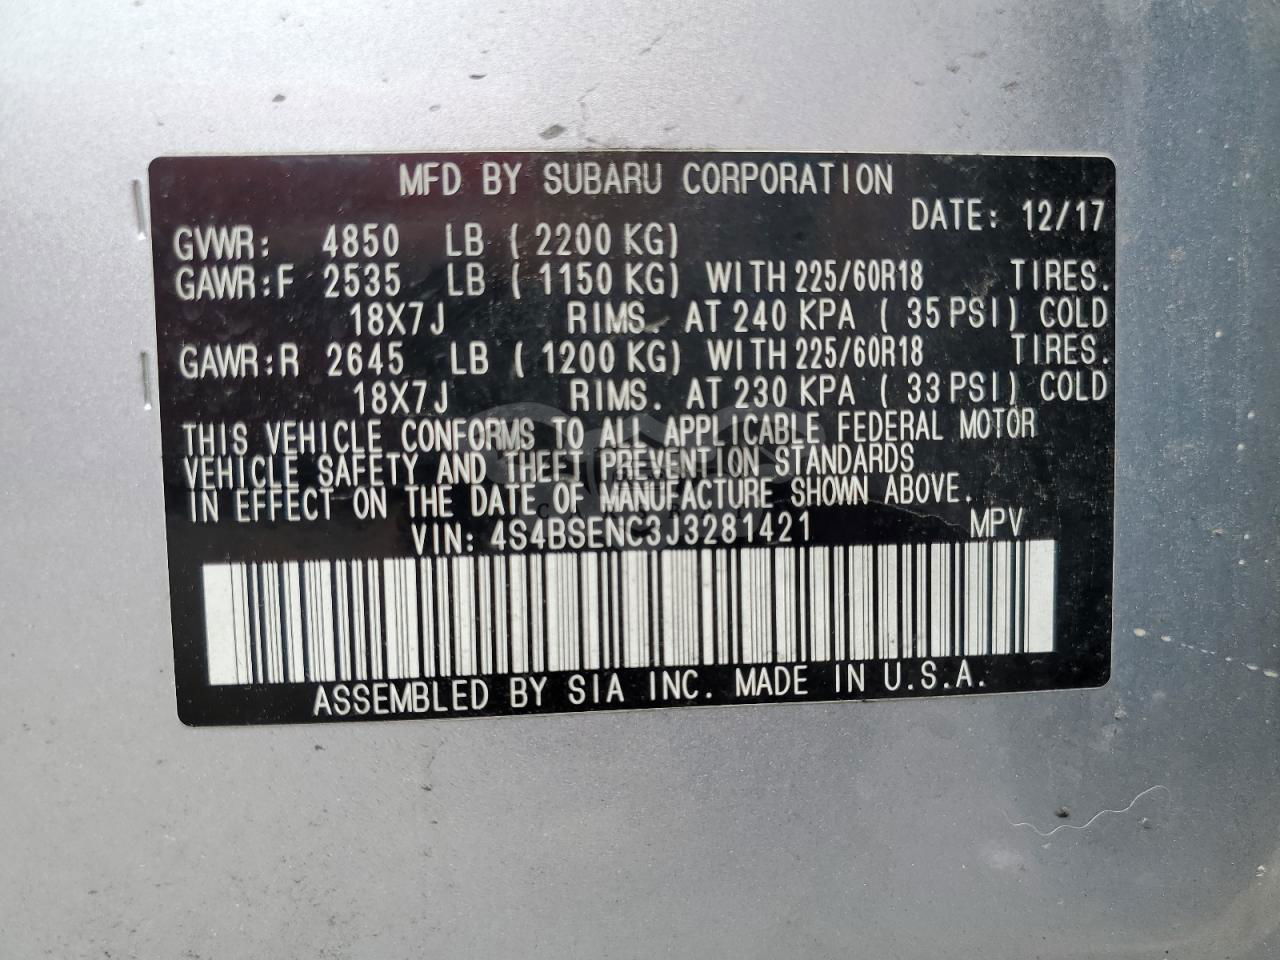 MFD BY SUBARU CORPORATION
DATE: 12/17
GVWR: 4850 LB ( 2200 KG)
GAWR:F 2535 LB ( 1150 KG) WITH 225/60R18 TIRES.
18X7J RIMS. AT 240 KPA ( 35 PSI) COLD
GAWR:R 2645 LB ( 1200 KG) WITH 225/60R18 TIRES.
18X7J RIMS. AT 230 KPA ( 33 PSI) COLD
THIS VEHICLE CONFORMS TO ALL APPLICABLE FEDERAL MOTOR
VEHICLE SAFETY AND THEFT PREVENTION STANDARDS
IN EFFECT ON THE DATE OF MANUFACTURE SHOWN ABOVE.
VIN: 4S4BSENC3J3281421 MPV
ASSEMBLED BY SIA INC. MADE IN U.S.A.